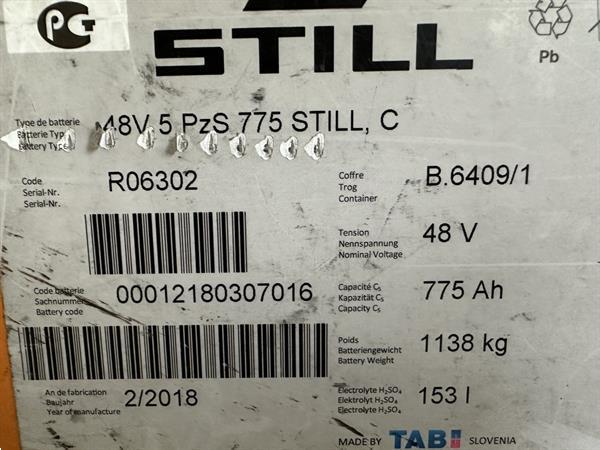 STILL
Pb
Type de batterie
Batterie Typ
Battery Type
48V 5 PzS 775 STILL, C
Code
Serial-Nr.
Serial-Nr.
R06302
Coffre
Trog
Container
B.6409/1
Tension
Nennspannung
Nominal Voltage
48 V
Code batterie
Sachnummer
Battery code
00012180307016
Capacité C₅
Kapazität C₅
Capacity C₅
775 Ah
Poids
Batteriegewicht
Battery Weight
1138 kg
An de fabrication
Baujahr
Year of manufacture
2/2018
Electrolyte H₂SO₄
Elektrolyt H₂SO₄
Electrolyte H₂SO₄
153 l
MADE BY TAB SLOVENIA